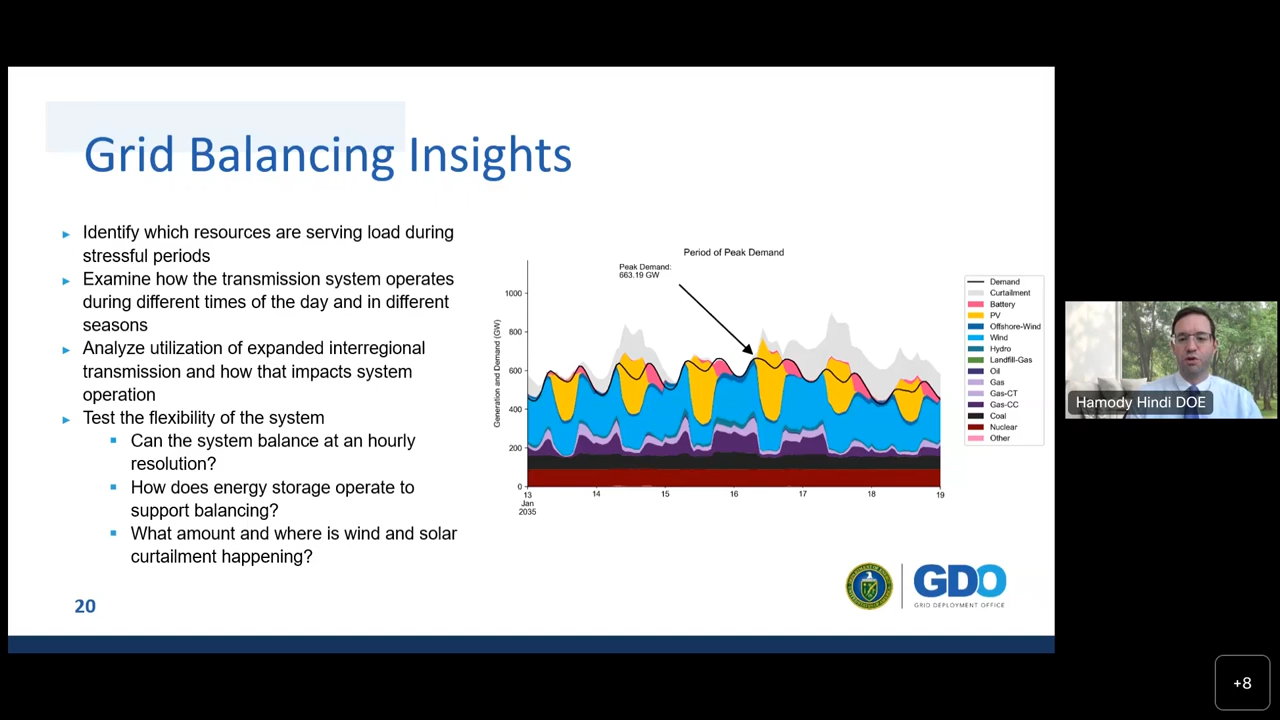 Grid Balancing Insights
Identify which resources are serving load during
stressful periods
Examine how the transmission system operates
during different times of the day and in different
seasons
Analyze utilization of expanded interregional
transmission and how that impacts system
operation
Test the flexibility of the system
Can the system balance at an hourly
resolution?
How does energy storage operate to
support balancing?
What amount and where is wind and solar
curtailment happening?
20
Period of Peak Demand
Peak Demand:
663.19 GW
Generation and Demand (GW)
1000
800
600
400
200
0
13
14
15
16
17
18
19
Jan
2035
Demand
Curtailment
Battery
PV
Offshore-Wind
Wind
Hydro
Landfill-Gas
Oil
Gas
Gas-CT
Gas-CC
Coal
Nuclear
Other
GDO
GRID DEPLOYMENT OFFICE
Hamody Hindi DOE
+8